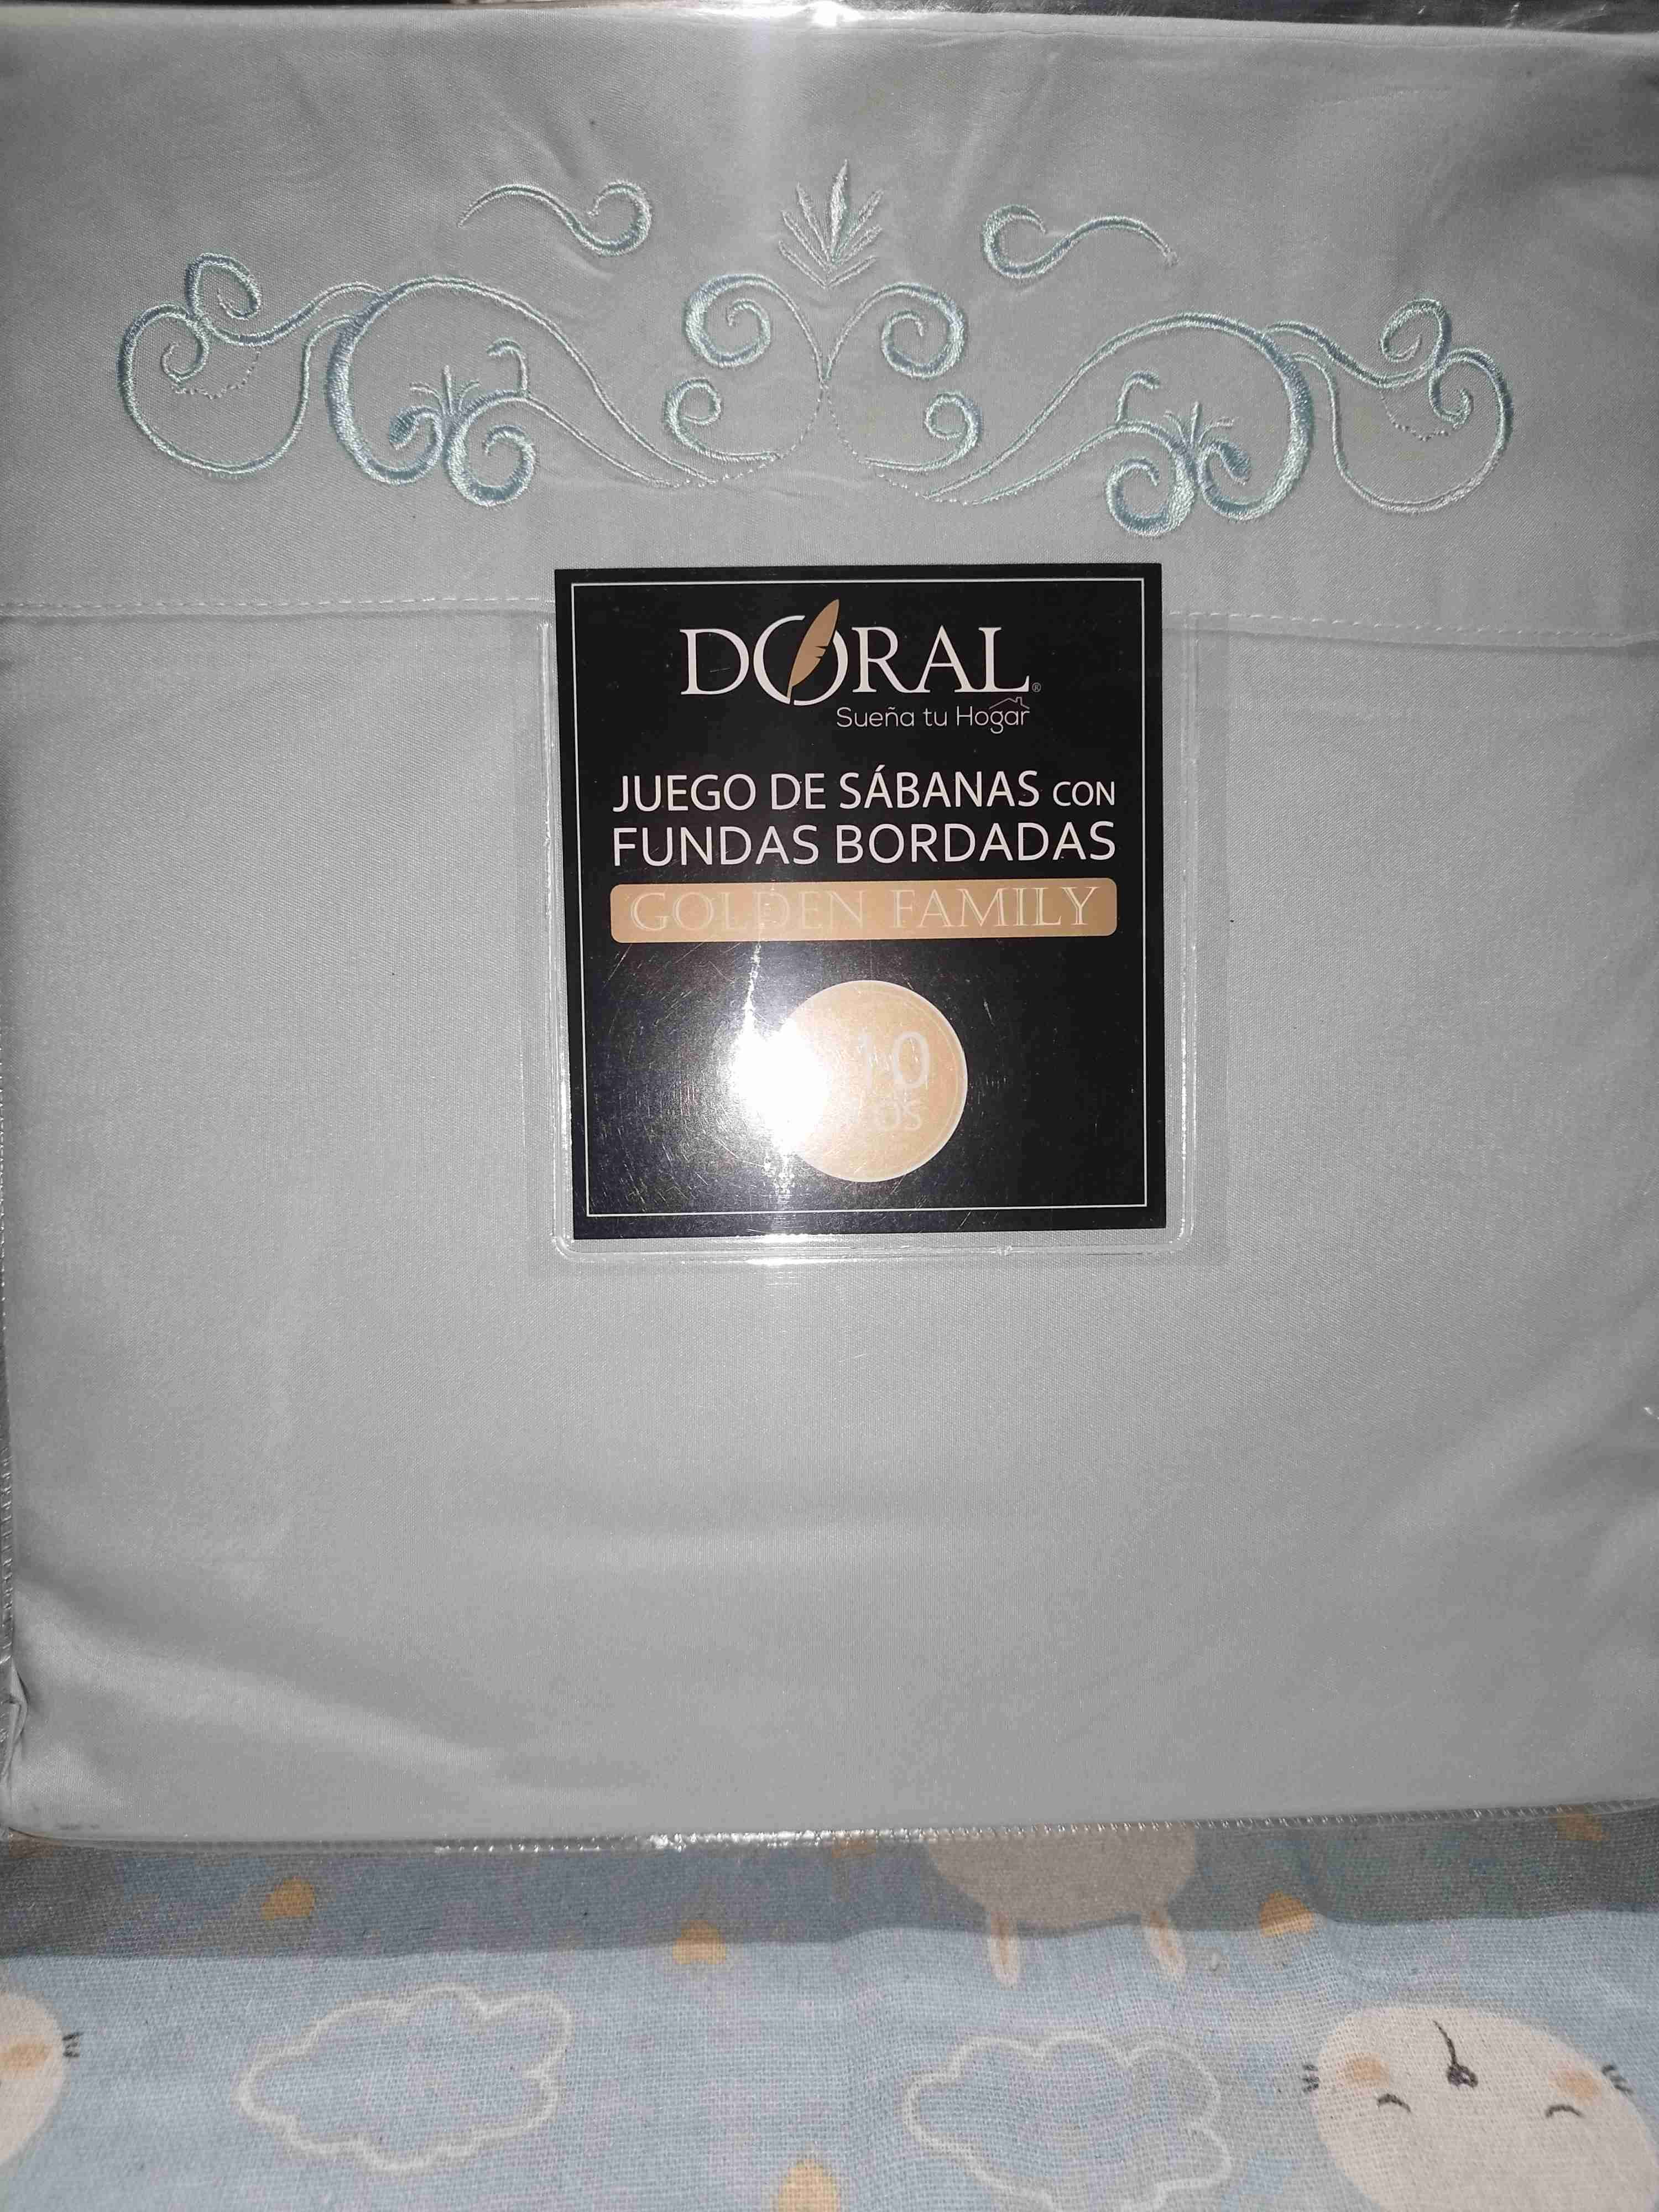 DORAL®
Sueña tu Hogar
JUEGO DE SÁBANAS CON
FUNDAS BORDADAS
GOLDEN FAMILY